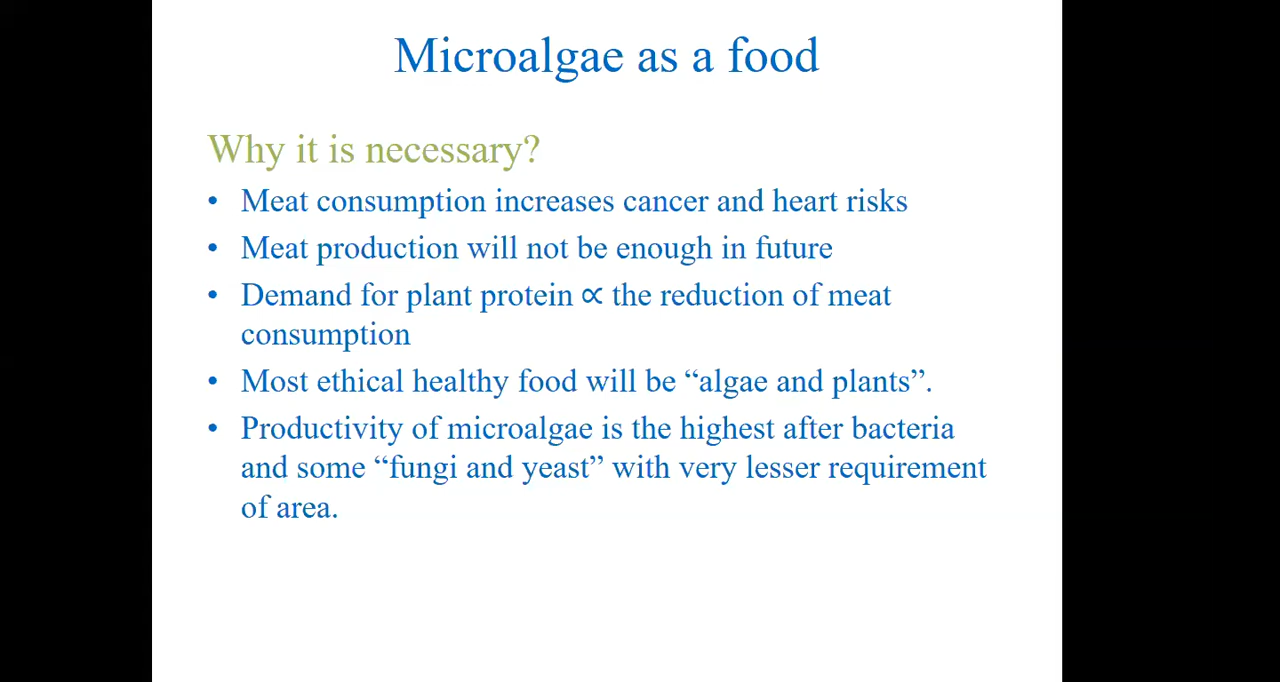 Microalgae as a food
Why it is necessary?
• Meat consumption increases cancer and heart risks
• Meat production will not be enough in future
• Demand for plant protein ∝ the reduction of meat
consumption
• Most ethical healthy food will be “algae and plants”.
• Productivity of microalgae is the highest after bacteria
and some “fungi and yeast” with very lesser requirement
of area.